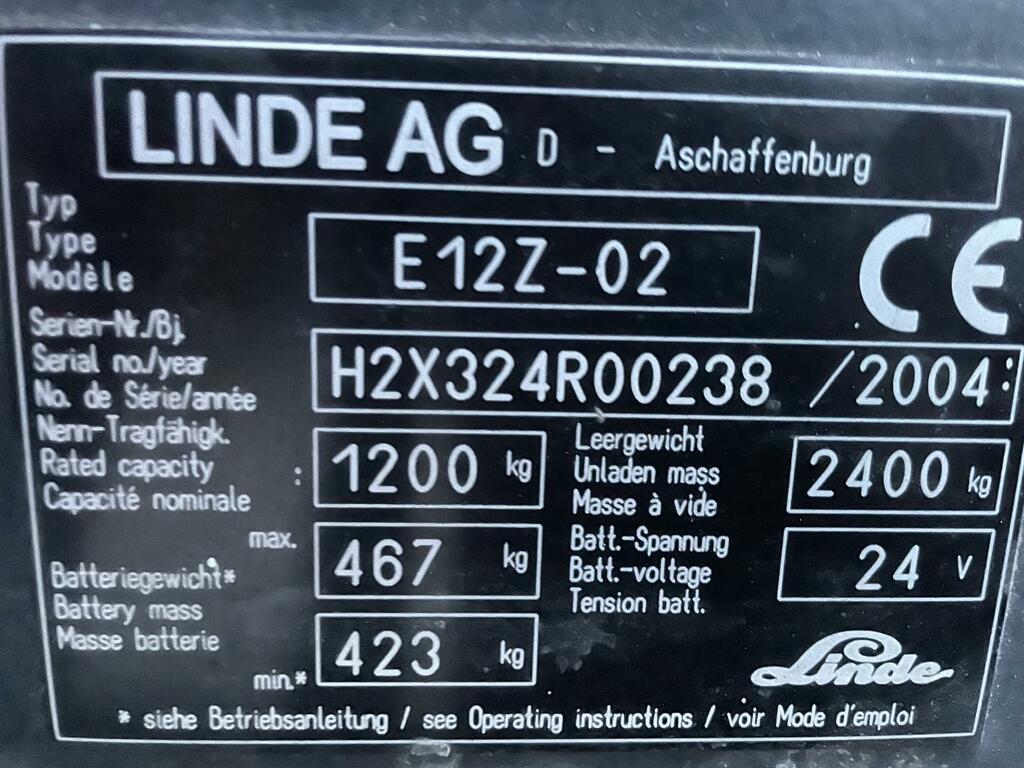 LINDE AG D - Aschaffenburg
Typ
Type
Modèle
E12Z-02
CE
Serien-Nr./Bj.
Serial no./year
No. de Série/année
H2X324R00238 /2004
Nenn-Tragfähigk.
Rated capacity :
Capacité nominale
1200 kg
Leergewicht
Unladen mass
Masse à vide
2400 kg
Batteriegewicht*
Battery mass
Masse batterie
max.
467 kg
min.*
423 kg
Batt.-Spannung
Batt.-voltage
Tension batt.
24 V
Linde
* siehe Betriebsanleitung / see Operating instructions / voir Mode d'emploi